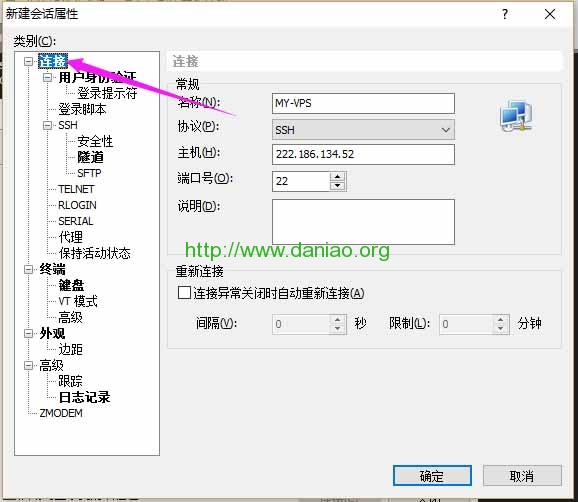 新建会话属性
类别(C):
连接
用户身份验证
登录提示符
登录脚本
SSH
安全性
隧道
SFTP
TELNET
RLOGIN
SERIAL
代理
保持活动状态
终端
键盘
VT 模式
高级
外观
边距
高级
跟踪
日志记录
ZMODEM
连接
常规
名称(N): MY-VPS
协议(P): SSH
主机(H): 222.186.134.52
端口号(O): 22
说明(D):
http://www.daniao.org
重新连接
连接异常关闭时自动重新连接(A)
间隔(V): 0 秒 限制(L): 0 分钟
确定 取消